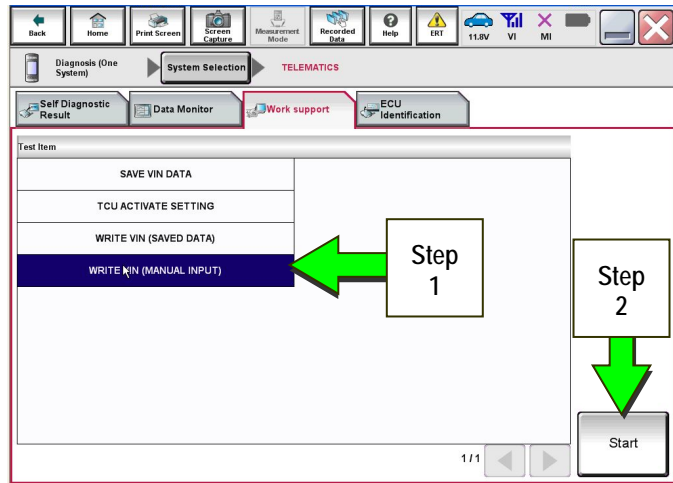 Back
Home
Print Screen
Screen
Capture
Measurement
Mode
Recorded
Data
Help
ERT
11.8V
VI
MI
Diagnosis (One
System)
System Selection
TELEMATICS
Self Diagnostic
Result
Data Monitor
Work support
ECU
Identification
Test Item
SAVE VIN DATA
TCU ACTIVATE SETTING
WRITE VIN (SAVED DATA)
WRITE VIN (MANUAL INPUT)
Step
1
Step
2
Start
1/1